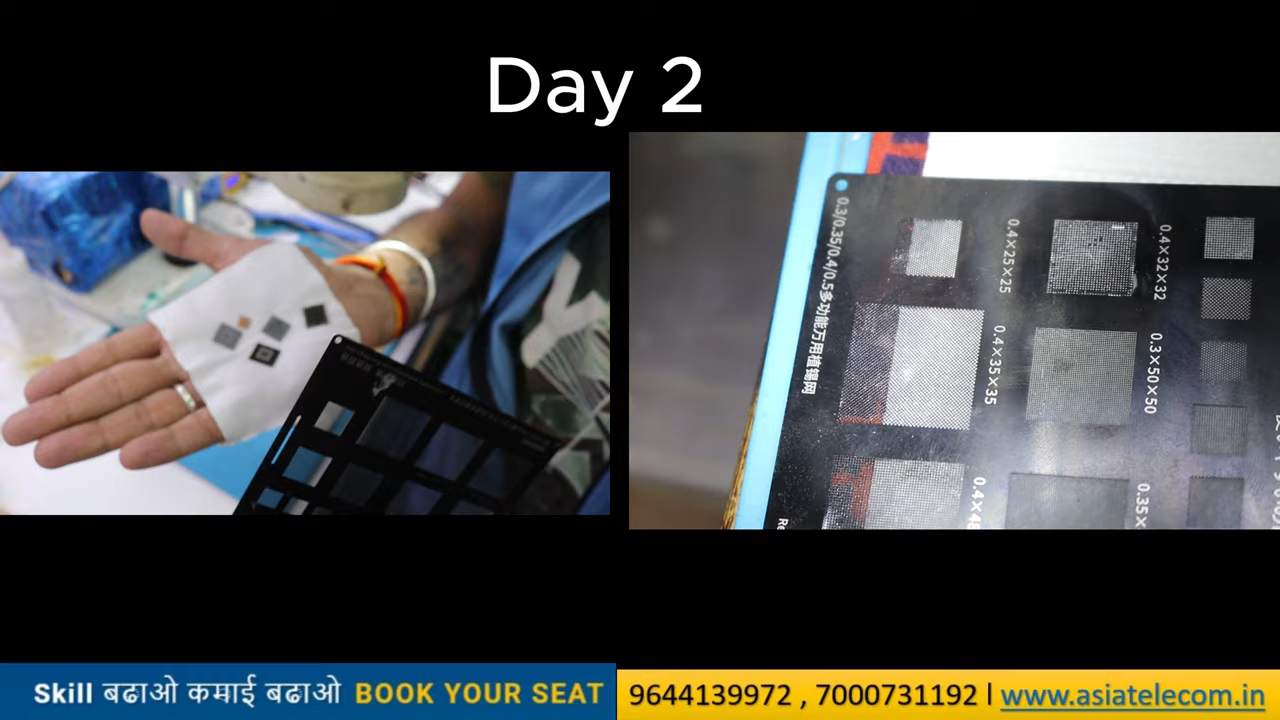 Day 2
0.3/0.35/0.4/0.5多功能万用植锡网
0.4×25×25
0.4×32×32
0.4×35×35
0.3×50×50
Skill बढाओ कमाई बढाओ BOOK YOUR SEAT
9644139972 , 7000731192 l www.asiatelecom.in